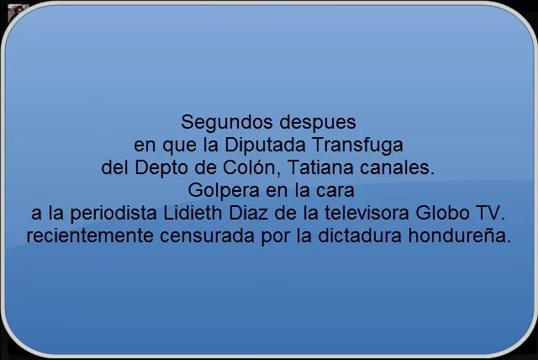 Segundos despues
en que la Diputada Transfuga
del Depto de Colón, Tatiana canales.
Golpera en la cara
a la periodista Lidieth Diaz de la televisora Globo TV.
recientemente censurada por la dictadura hondureña.